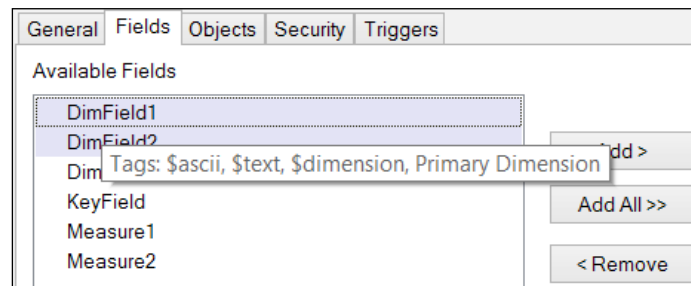 General Fields Objects Security Triggers
Available Fields
DimField1
DimField2
Dim
Tags: $ascii, $text, $dimension, Primary Dimension
KeyField
Measure1
Measure2
Add All >>
< Remove